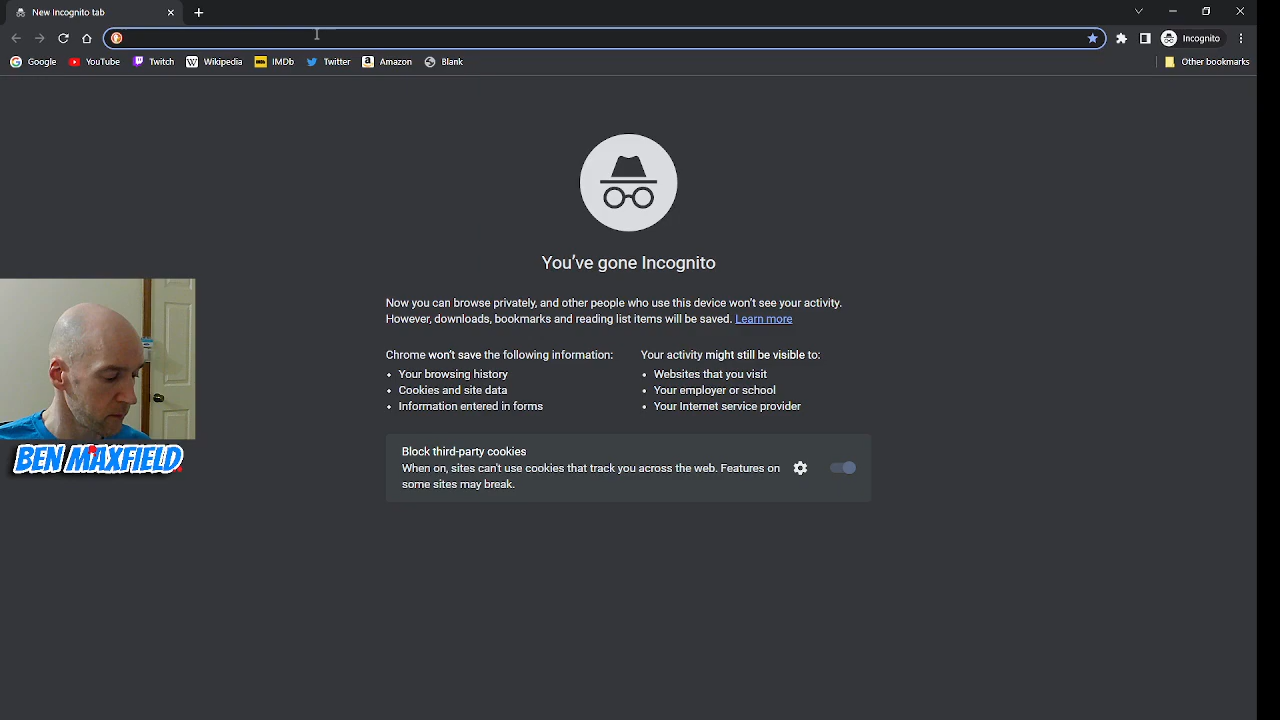 New Incognito tab
Incognito
Google YouTube Twitch Wikipedia IMDb Twitter Amazon Blank Other bookmarks
You've gone Incognito
Now you can browse privately, and other people who use this device won't see your activity.
However, downloads, bookmarks and reading list items will be saved. Learn more
Chrome won't save the following information:
• Your browsing history
• Cookies and site data
• Information entered in forms
Your activity might still be visible to:
• Websites that you visit
• Your employer or school
• Your Internet service provider
Block third-party cookies
When on, sites can't use cookies that track you across the web. Features on
some sites may break.
BEN MAXFIELD